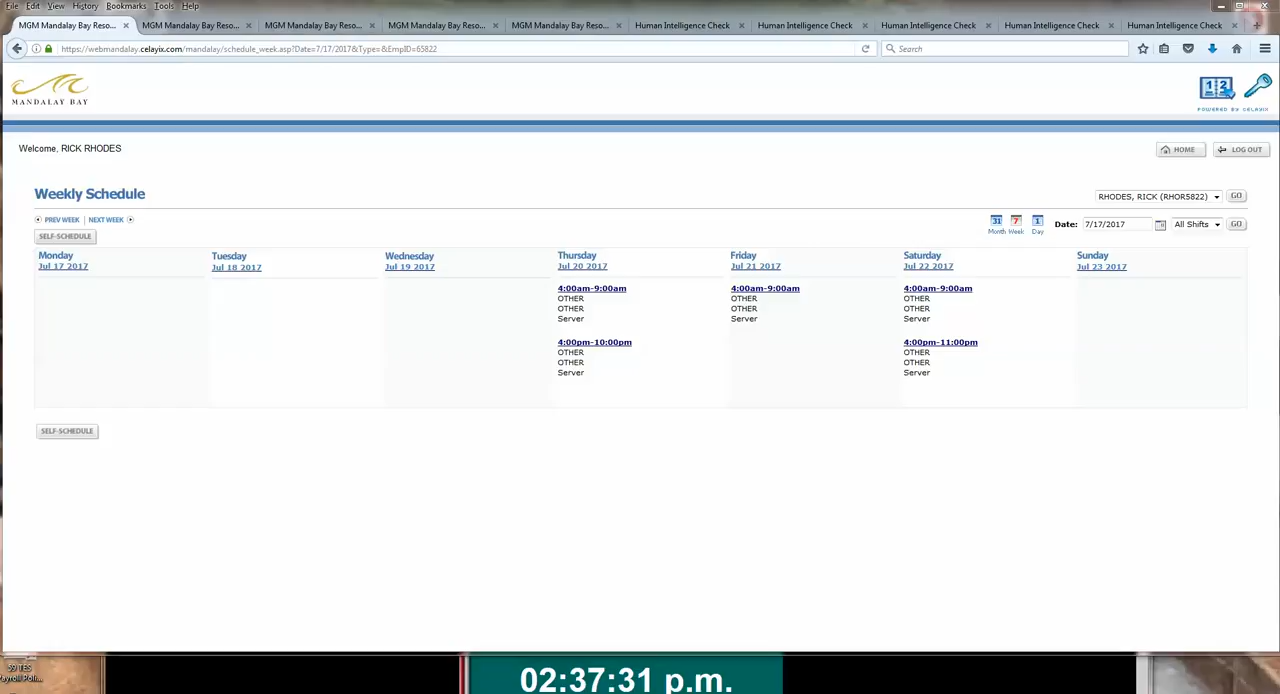 File Edit View History Bookmarks Tools Help
MGM Mandalay Bay Reso... × MGM Mandalay Bay Reso... × MGM Mandalay Bay Reso... × MGM Mandalay Bay Reso... × MGM Mandalay Bay Reso... × Human Intelligence Check × Human Intelligence Check × Human Intelligence Check × Human Intelligence Check × Human Intelligence Check ×
https://webmandalay.celayix.com/mandalay/schedule_week.asp?Date=7/17/2017&Type=&EmpID=65822 Search
MANDALAY BAY
12
POWERED BY CELAYIX
Welcome, RICK RHODES
HOME LOG OUT
Weekly Schedule
RHODES, RICK (RHOR5822) GO
PREV WEEK | NEXT WEEK
31 7 1
Month Week Day
Date: 7/17/2017 All Shifts GO
SELF-SCHEDULE
Monday
Jul 17 2017
Tuesday
Jul 18 2017
Wednesday
Jul 19 2017
Thursday
Jul 20 2017
4:00am-9:00am
OTHER
OTHER
Server
4:00pm-10:00pm
OTHER
OTHER
Server
Friday
Jul 21 2017
4:00am-9:00am
OTHER
OTHER
Server
Saturday
Jul 22 2017
4:00am-9:00am
OTHER
OTHER
Server
4:00pm-11:00pm
OTHER
OTHER
Server
Sunday
Jul 23 2017
SELF-SCHEDULE
59 TES
ayroll Poli...
02:37:31 p.m.